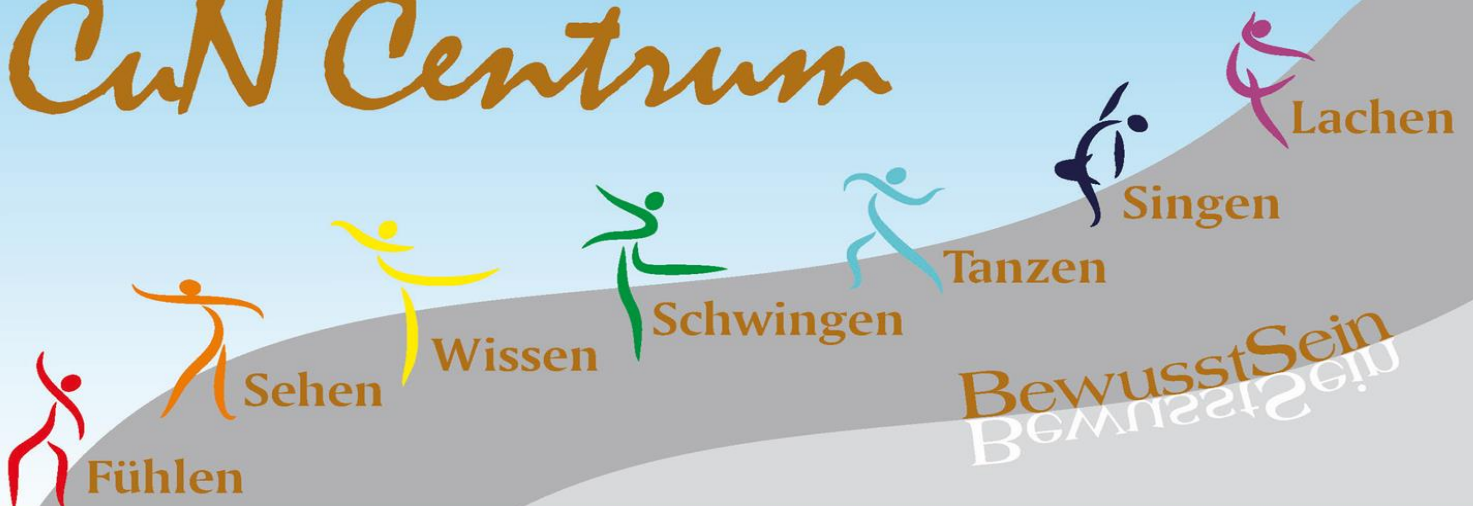 CuN Centrum
Lachen
Singen
Tanzen
Schwingen
Wissen
Sehen
Fühlen
BewusstSein
BewusstSein